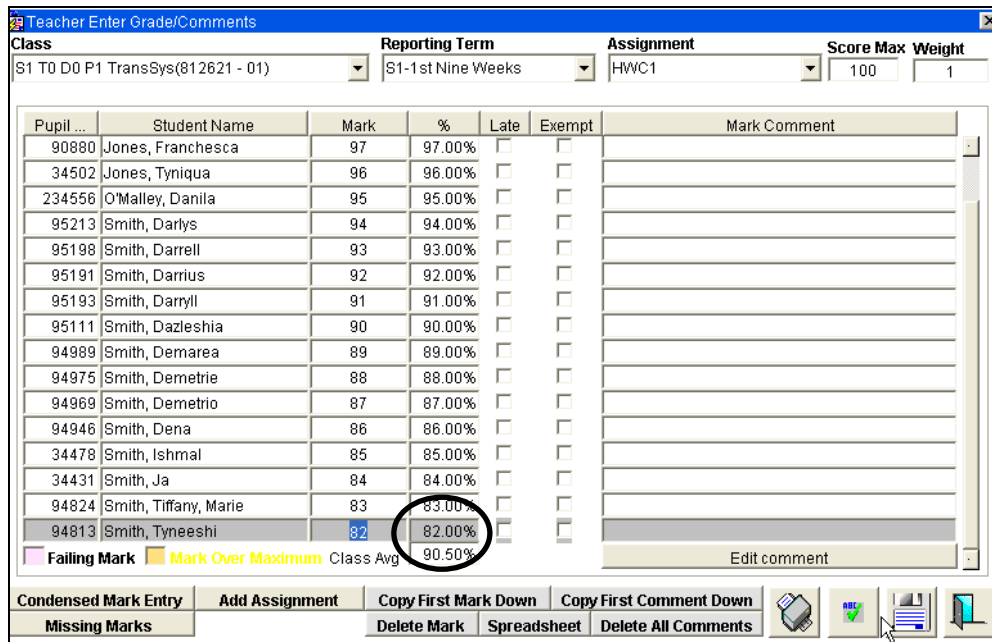 Teacher Enter Grade/Comments
Class Reporting Term Assignment Score Max Weight
S1 T0 D0 P1 TransSys(812621 - 01) S1-1st Nine Weeks HWC1 100 1
Pupil ... Student Name Mark % Late Exempt Mark Comment
90880 Jones, Franchesca 97 97.00%
34502 Jones, Tyniqua 96 96.00%
234556 O'Malley, Danila 95 95.00%
95213 Smith, Darlys 94 94.00%
95198 Smith, Darrell 93 93.00%
95191 Smith, Darrius 92 92.00%
95193 Smith, Darryll 91 91.00%
95111 Smith, Dazleshia 90 90.00%
94989 Smith, Demarea 89 89.00%
94975 Smith, Demetrie 88 88.00%
94969 Smith, Demetrio 87 87.00%
94946 Smith, Dena 86 86.00%
34478 Smith, Ishmal 85 85.00%
34431 Smith, Ja 84 84.00%
94824 Smith, Tiffany, Marie 83 83.00%
94813 Smith, Tyneeshi 82 82.00%
Failing Mark Mark Over Maximum Class Avg 90.50% Edit comment
Condensed Mark Entry Add Assignment Copy First Mark Down Copy First Comment Down
Missing Marks Delete Mark Spreadsheet Delete All Comments ABC